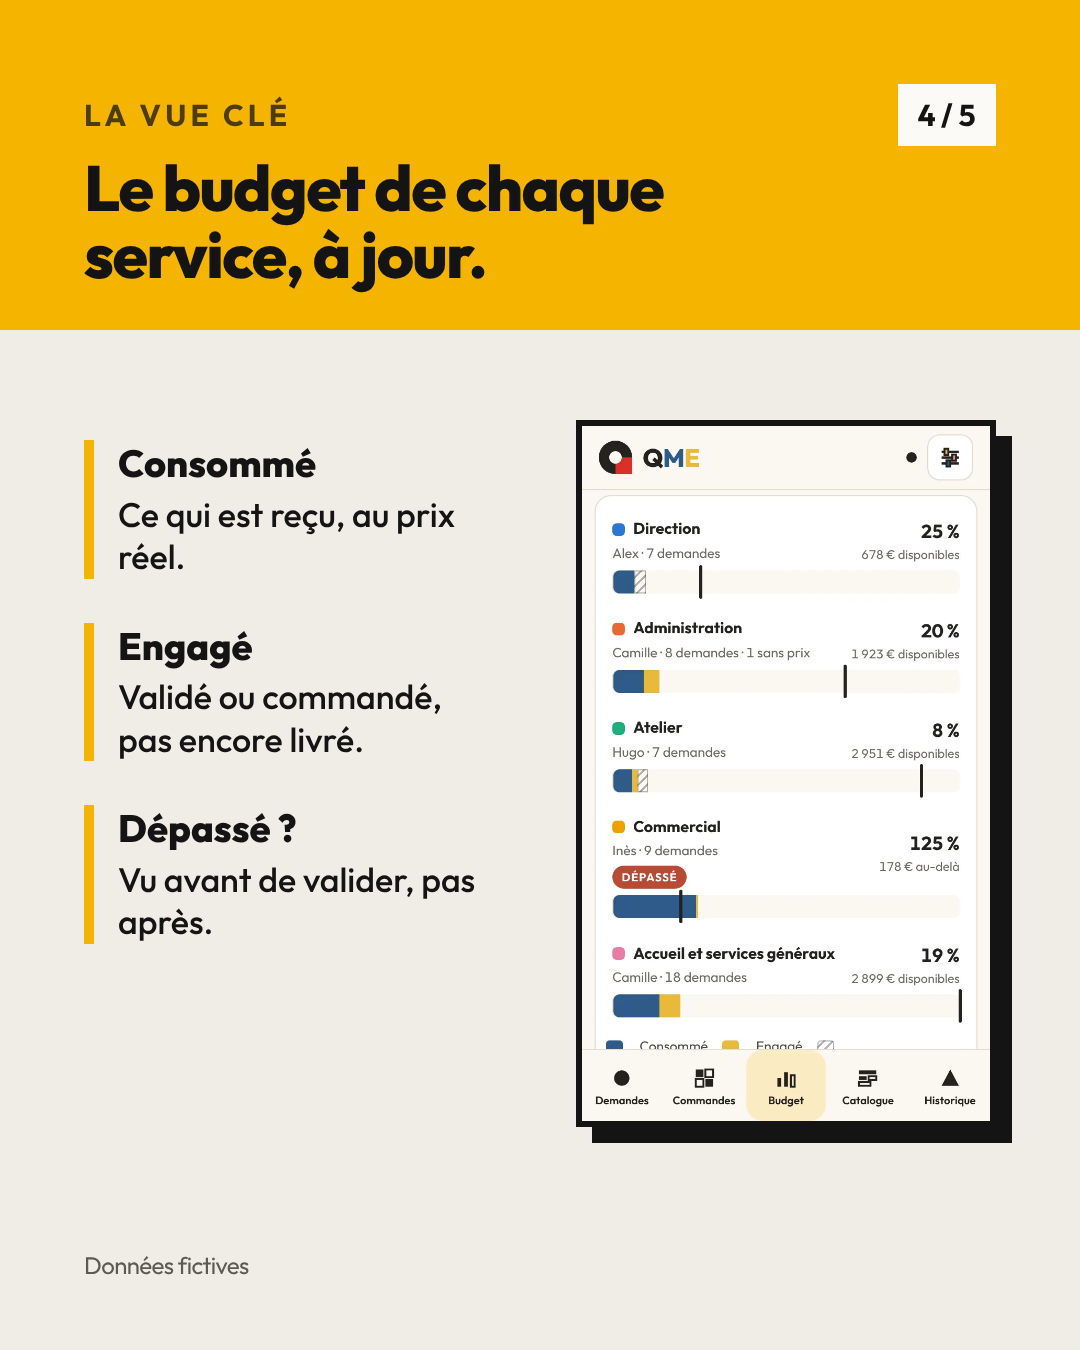 LA VUE CLÉ
4 / 5
Le budget de chaque
service, à jour.
Consommé
Ce qui est reçu, au prix
réel.
Engagé
Validé ou commandé,
pas encore livré.
Dépassé ?
Vu avant de valider, pas
après.
QME
Direction
25 %
Alex · 7 demandes
678 € disponibles
Administration
20 %
Camille · 8 demandes · 1 sans prix
1 923 € disponibles
Atelier
8 %
Hugo · 7 demandes
2 951 € disponibles
Commercial
125 %
Inès · 9 demandes
178 € au-delà
DÉPASSÉ
Accueil et services généraux
19 %
Camille · 18 demandes
2 899 € disponibles
Consommé
Engagé
Demandes
Commandes
Budget
Catalogue
Historique
Données fictives